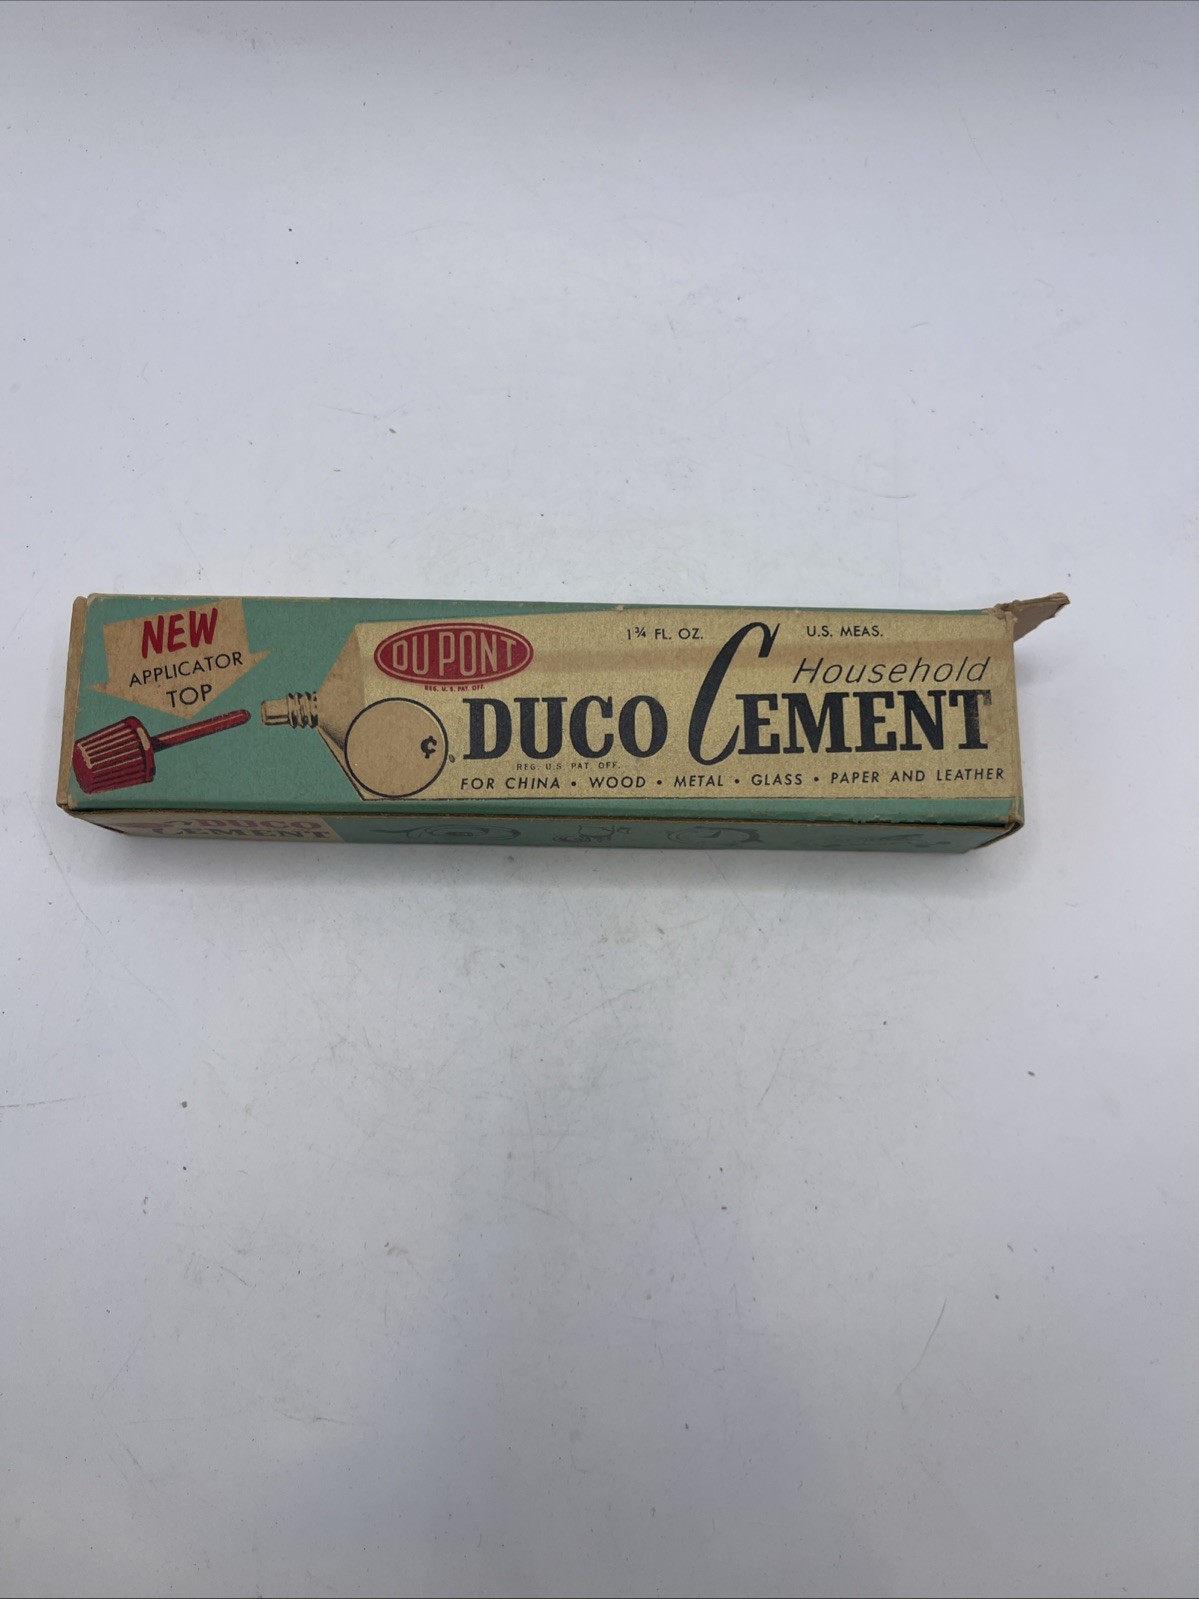 NEW
APPLICATOR
TOP
DU PONT
REG. U.S. PAT. OFF.
1¾ FL. OZ. U.S. MEAS.
Household
DUCO CEMENT
REG. U.S. PAT. OFF.
¢
FOR CHINA • WOOD • METAL • GLASS • PAPER AND LEATHER
DUCO
CEMENT